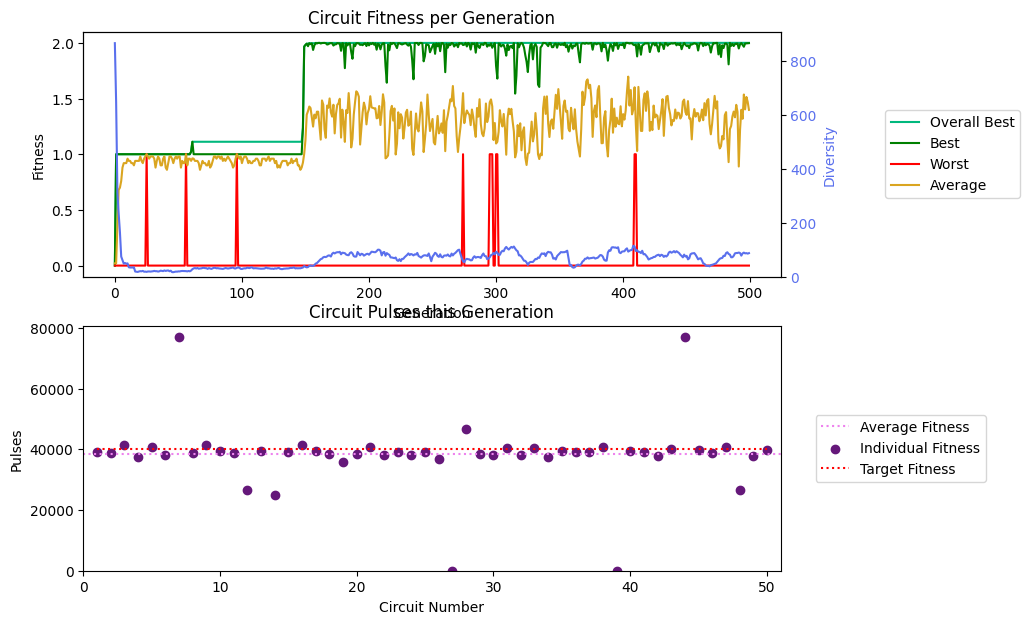 Circuit Fitness per Generation
2.0
1.5
1.0
0.5
0.0
Fitness
0
100
200
300
400
500
Generation
800
600
400
200
0
Diversity
Overall Best
Best
Worst
Average
Circuit Pulses this Generation
80000
60000
40000
20000
0
Pulses
0
10
20
30
40
50
Circuit Number
Average Fitness
Individual Fitness
Target Fitness